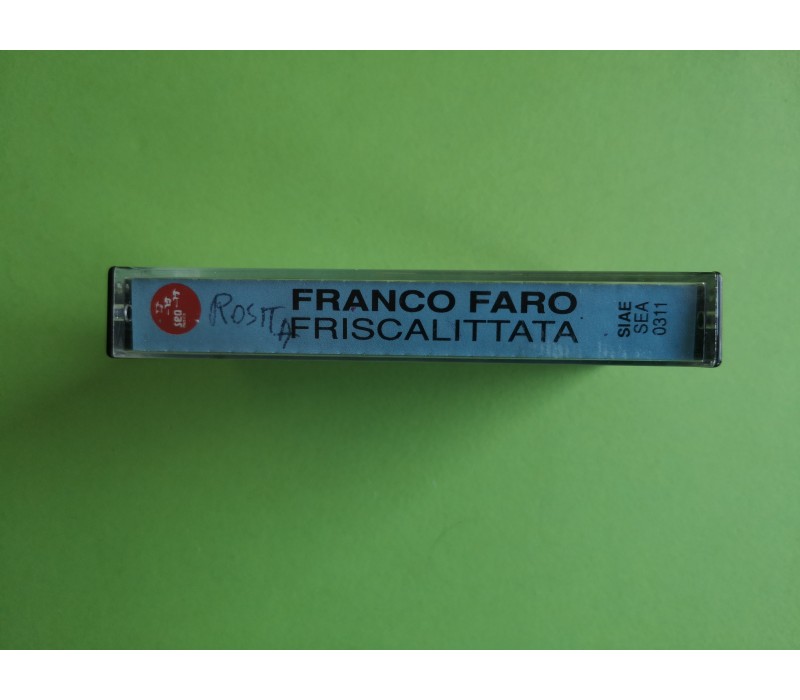 ROSITA
FRANCO FARO
FRISCALITTATA
SIAE
SEA
0311